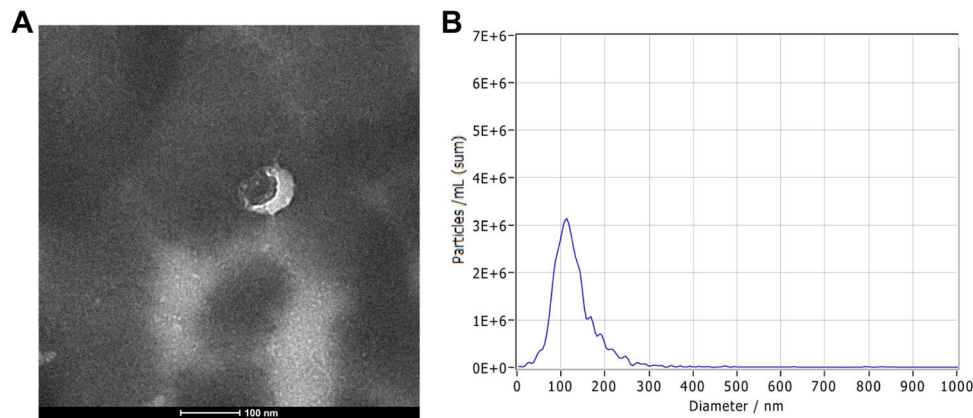 A
100 nm
B
Particles /mL (sum)
7E+6
6E+6
5E+6
4E+6
3E+6
2E+6
1E+6
0E+0
0 100 200 300 400 500 600 700 800 900 1000
Diameter / nm